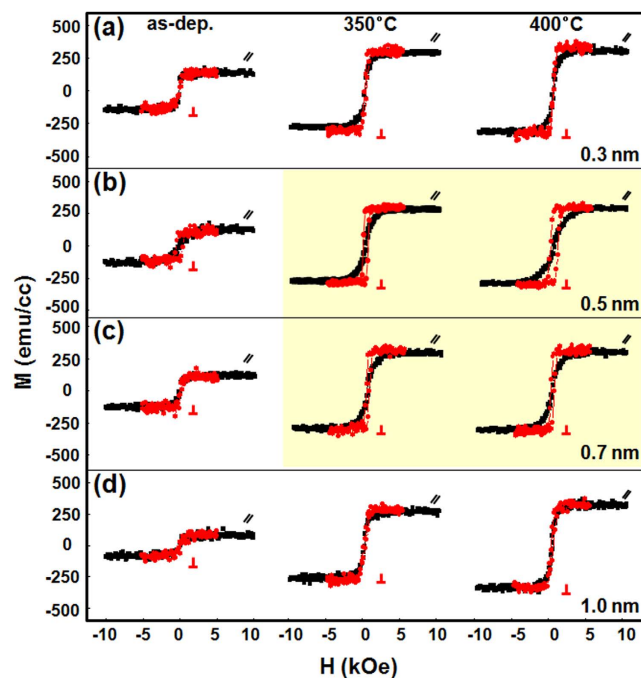 as-dep. 350°C 400°C
(a)
500
250
0
-250
-500
// // //
⊥ ⊥ ⊥
0.3 nm
(b)
500
250
0
-250
-500
// // //
⊥ ⊥ ⊥
0.5 nm
(c)
500
250
0
-250
-500
// // //
⊥ ⊥ ⊥
0.7 nm
(d)
500
250
0
-250
-500
// // //
⊥ ⊥ ⊥
1.0 nm
M (emu/cc)
-10 -5 0 5 10 -10 -5 0 5 10 -10 -5 0 5 10
H (kOe)